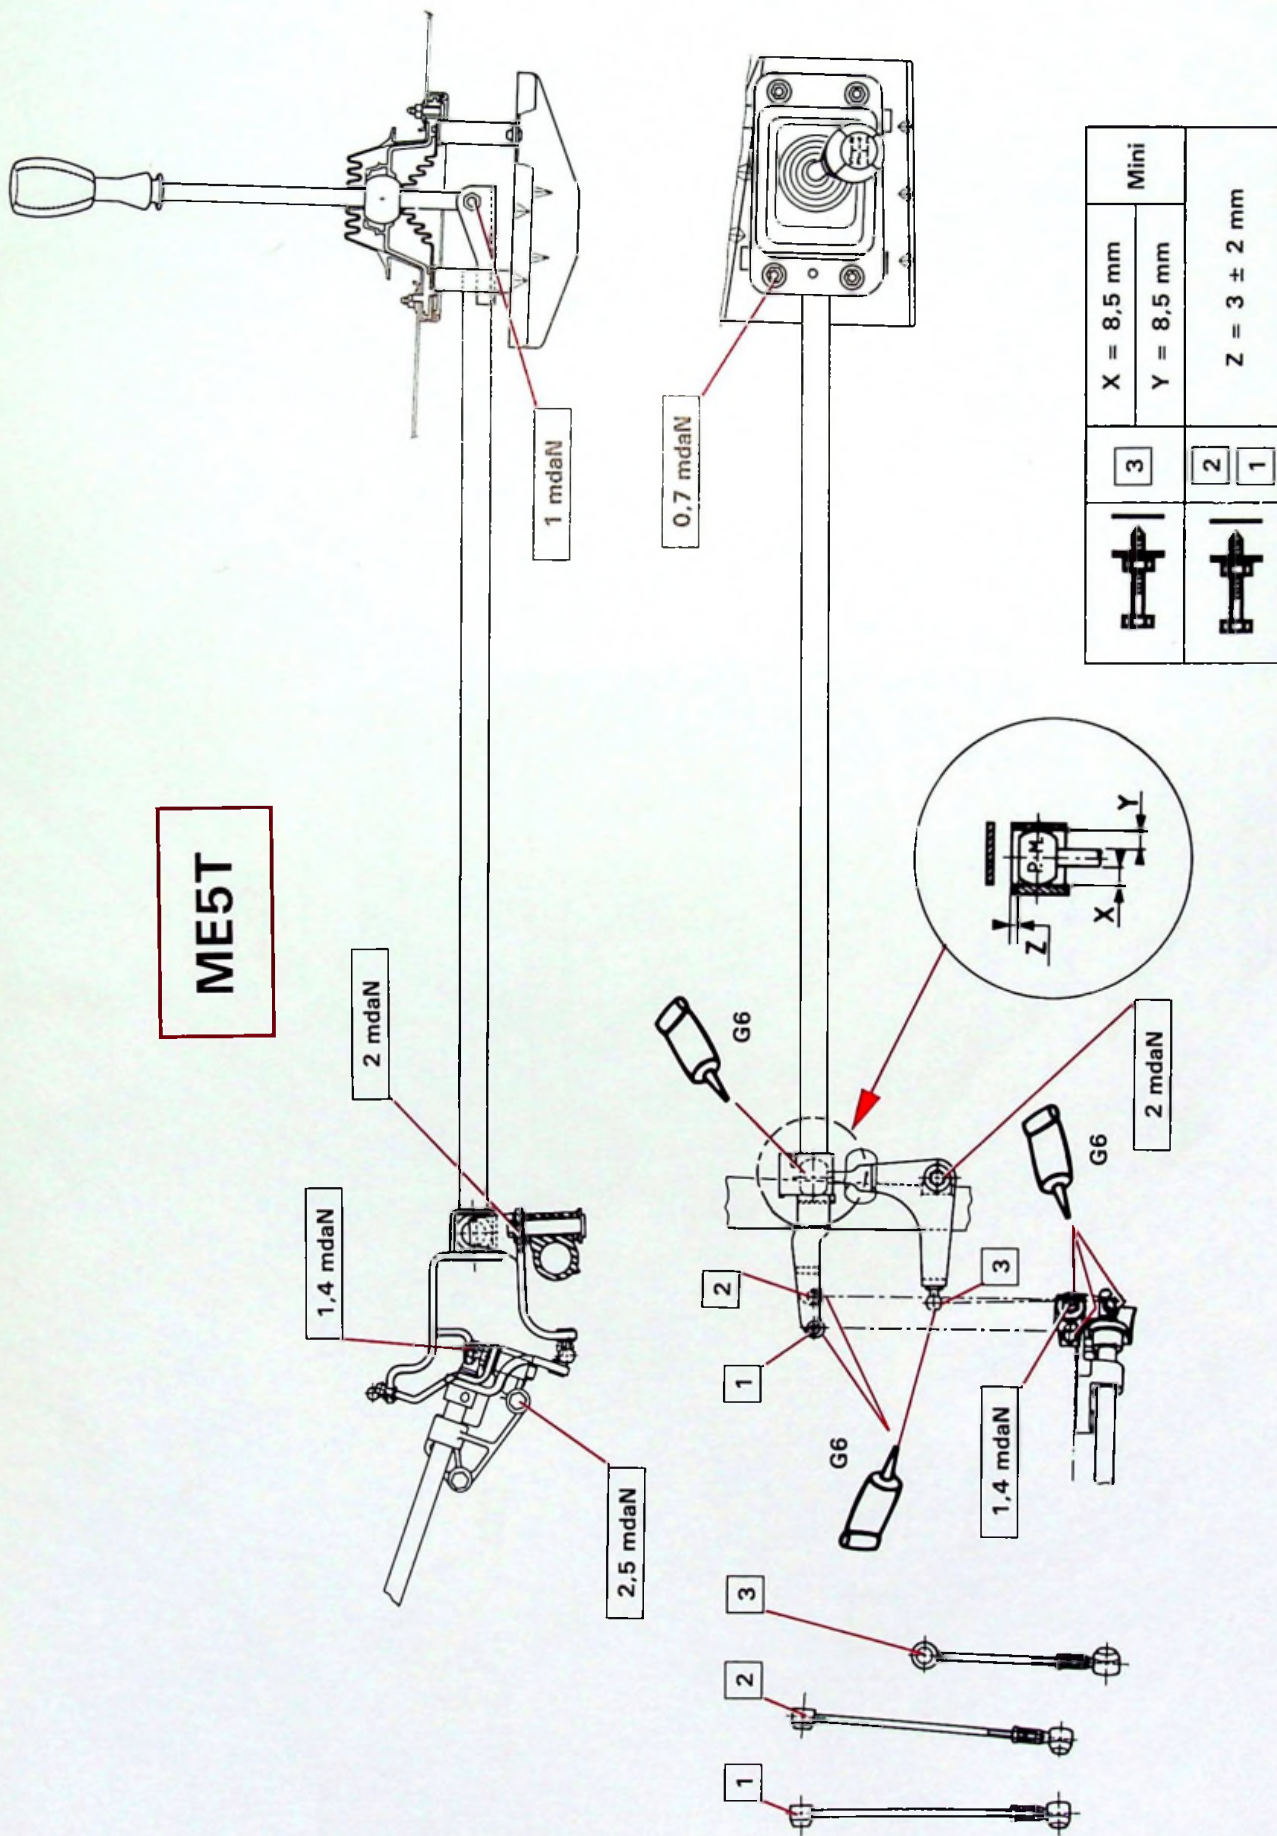 ME5T
2,5 mdaN
1,4 mdaN
2 mdaN
1 mdaN
1
2
3
G6
1
2
3
G6
0,7 mdaN
1,4 mdaN
G6
2 mdaN
Z
X
Y
P.M.
3
X = 8,5 mm
Y = 8,5 mm
Mini
2
1
Z = 3 ± 2 mm